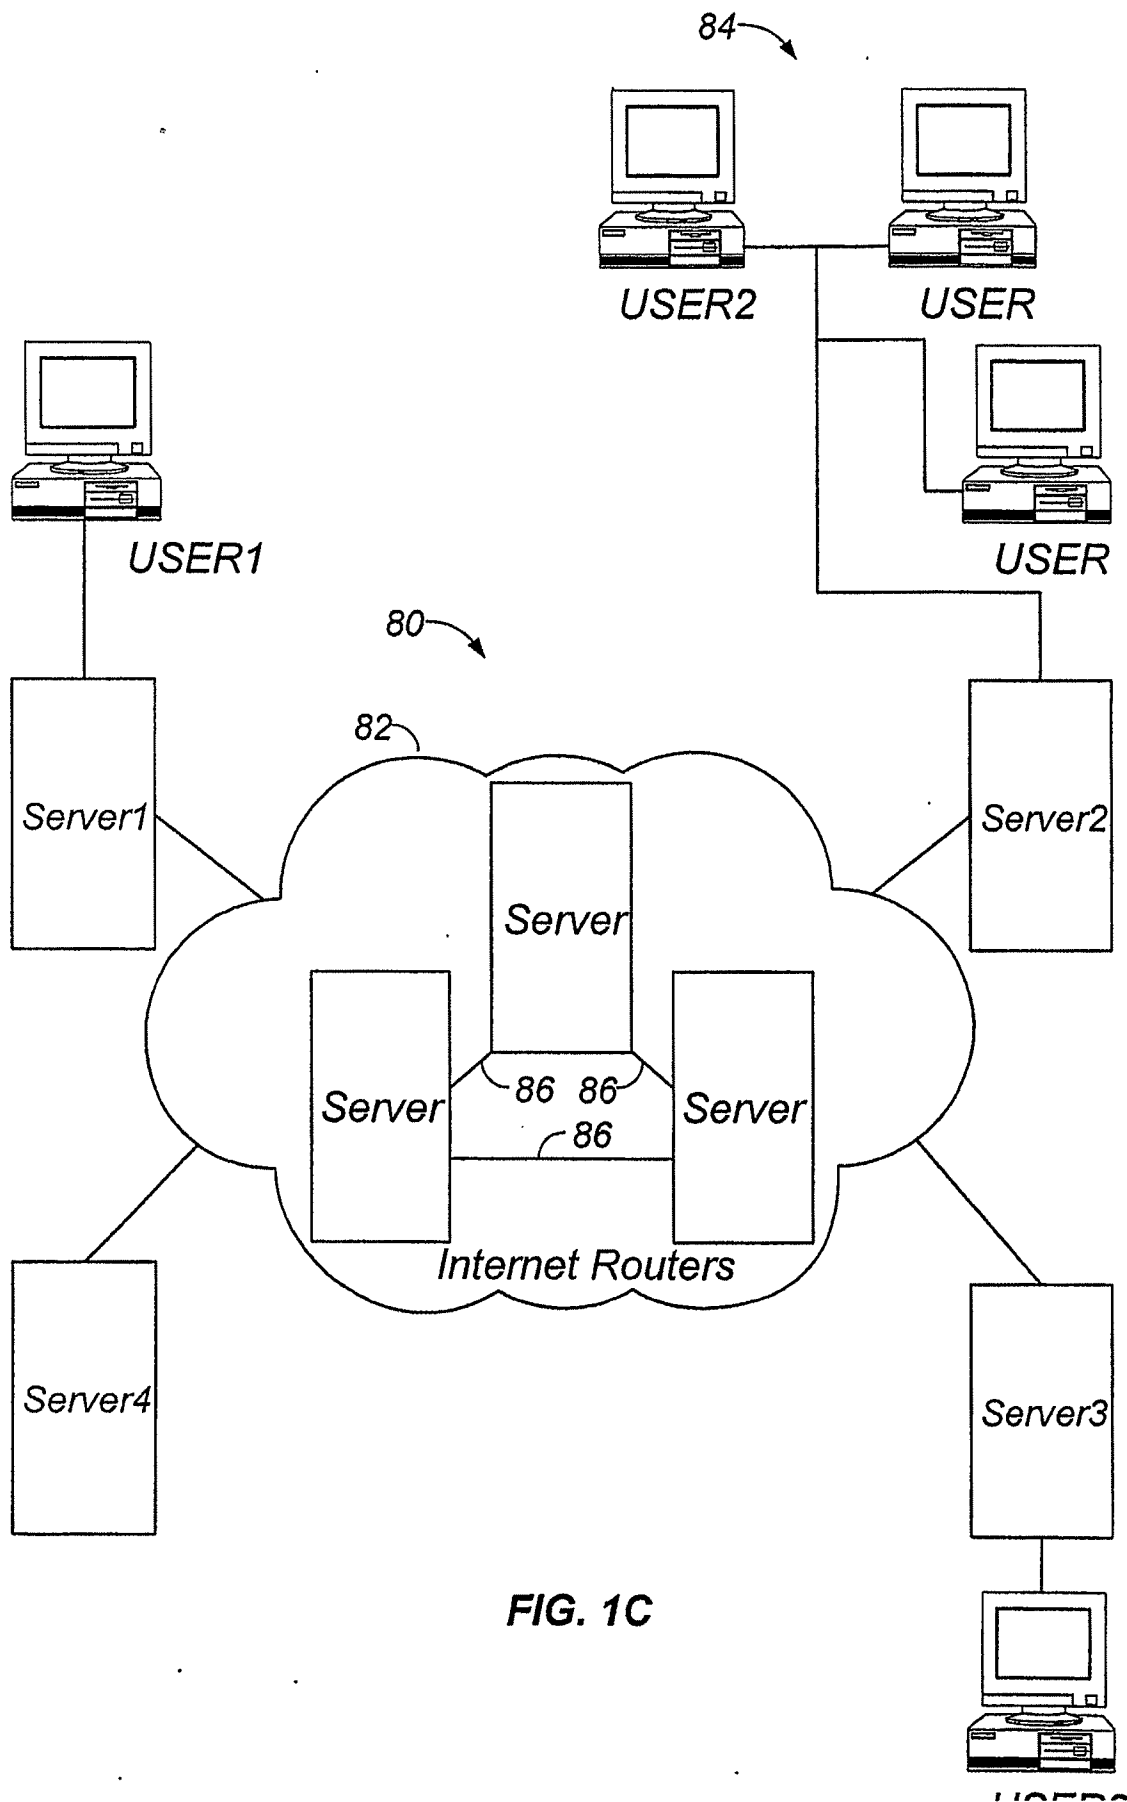 84
USER2
USER
USER1
USER
80
82
Server1
Server2
Server
Server
Server
86
86
86
Internet Routers
Server4
Server3
FIG. 1C